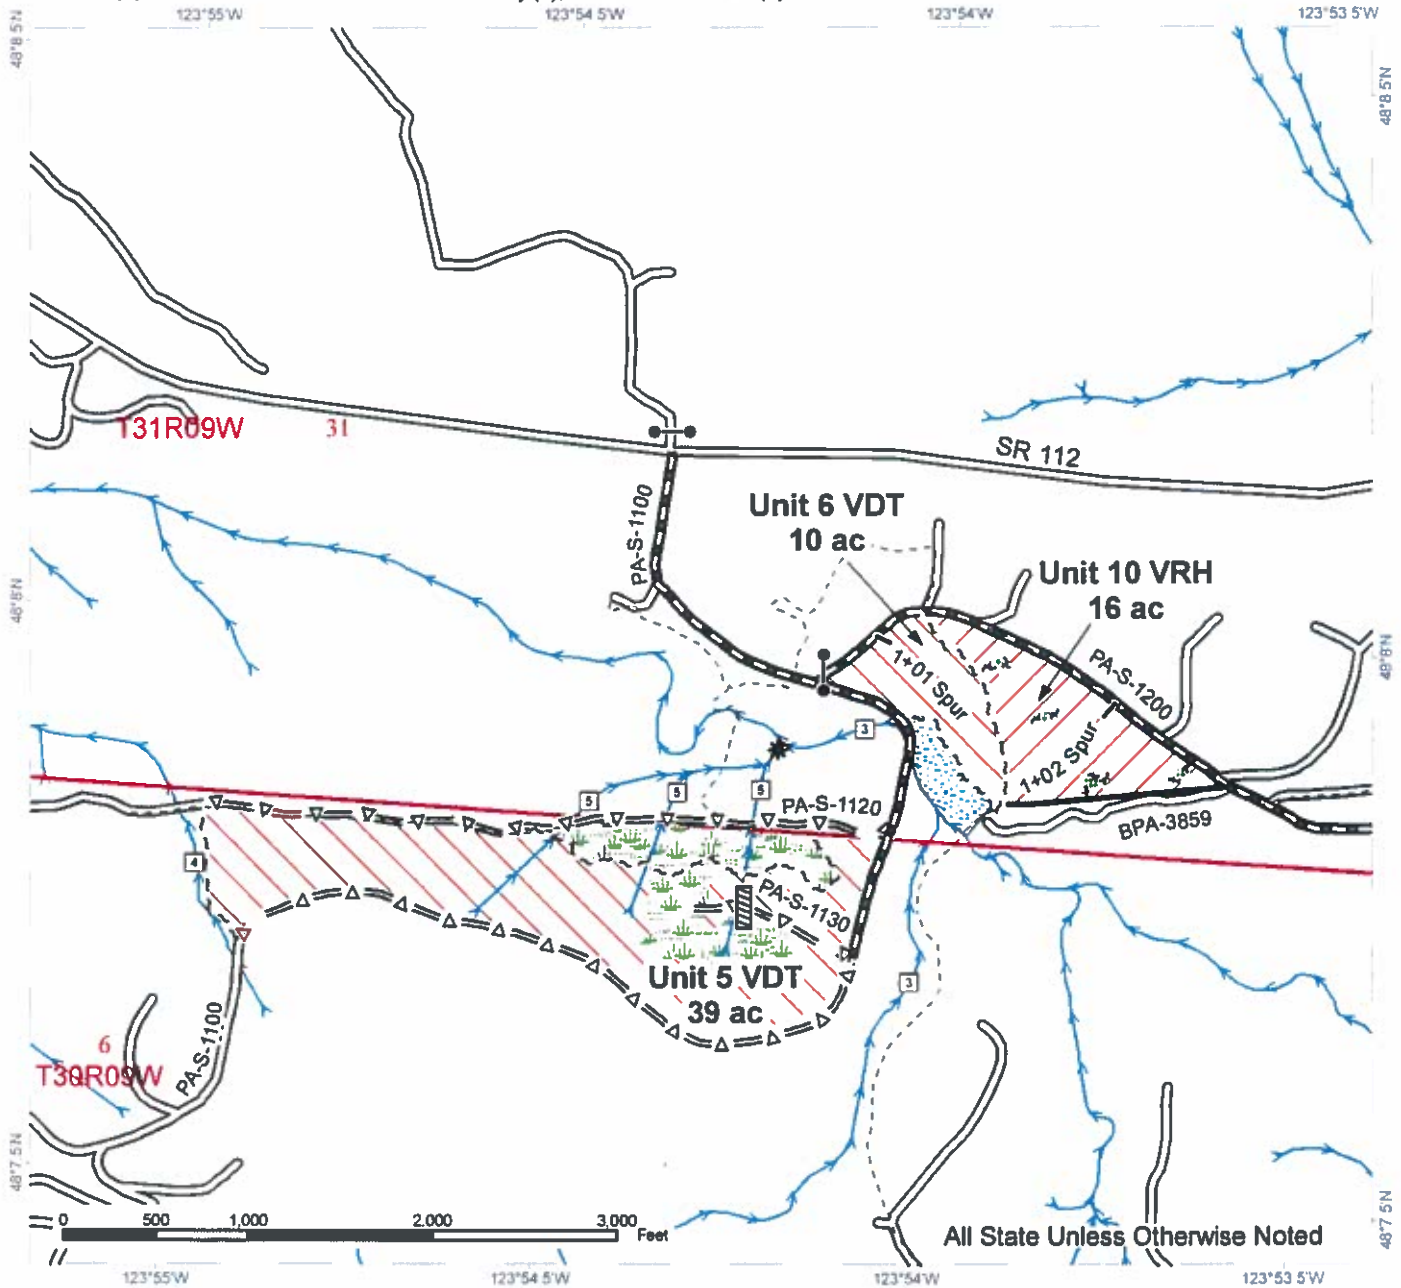 123°55'W
123°54 5'W
123°54'W
123°53 5'W
48°8 5'N
48°8 5'N
T31R09W
31
SR 112
PA-S-1100
Unit 6 VDT
10 ac
Unit 10 VRH
16 ac
48°8'N
48°8'N
1+01 Spur
PA-S-1200
1+02 Spur
3
5
5
5
PA-S-1120
BPA-3859
4
PA-S-1130
Unit 5 VDT
39 ac
3
PA-S-1100
6
T30R09W
48°7 5'N
48°7 5'N
0 500 1,000 2,000 3,000
Feet
All State Unless Otherwise Noted
123°55'W
123°54 5'W
123°54'W
123°53 5'W